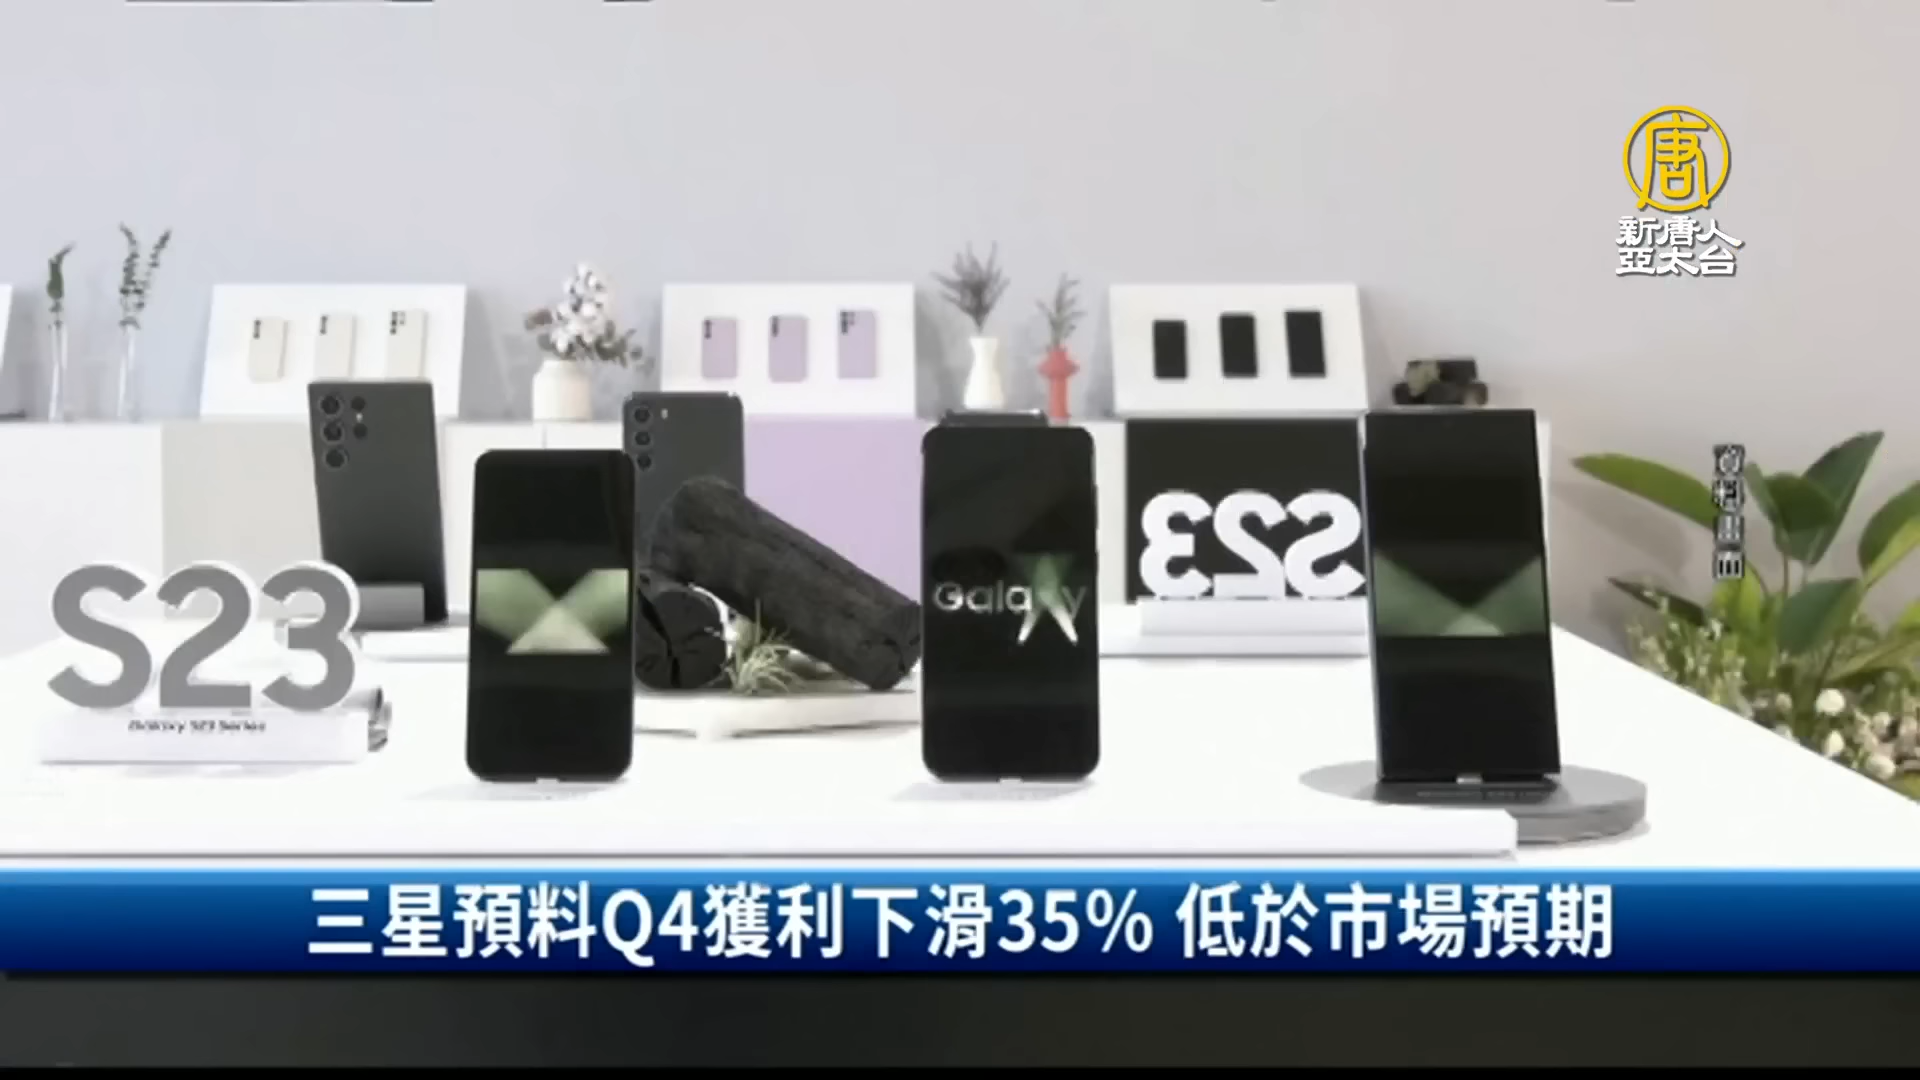 唐
新唐人
亞太台
資料畫面
S23
Galaxy S23 Series
Galaxy
S23
三星預料Q4獲利下滑35% 低於市場預期